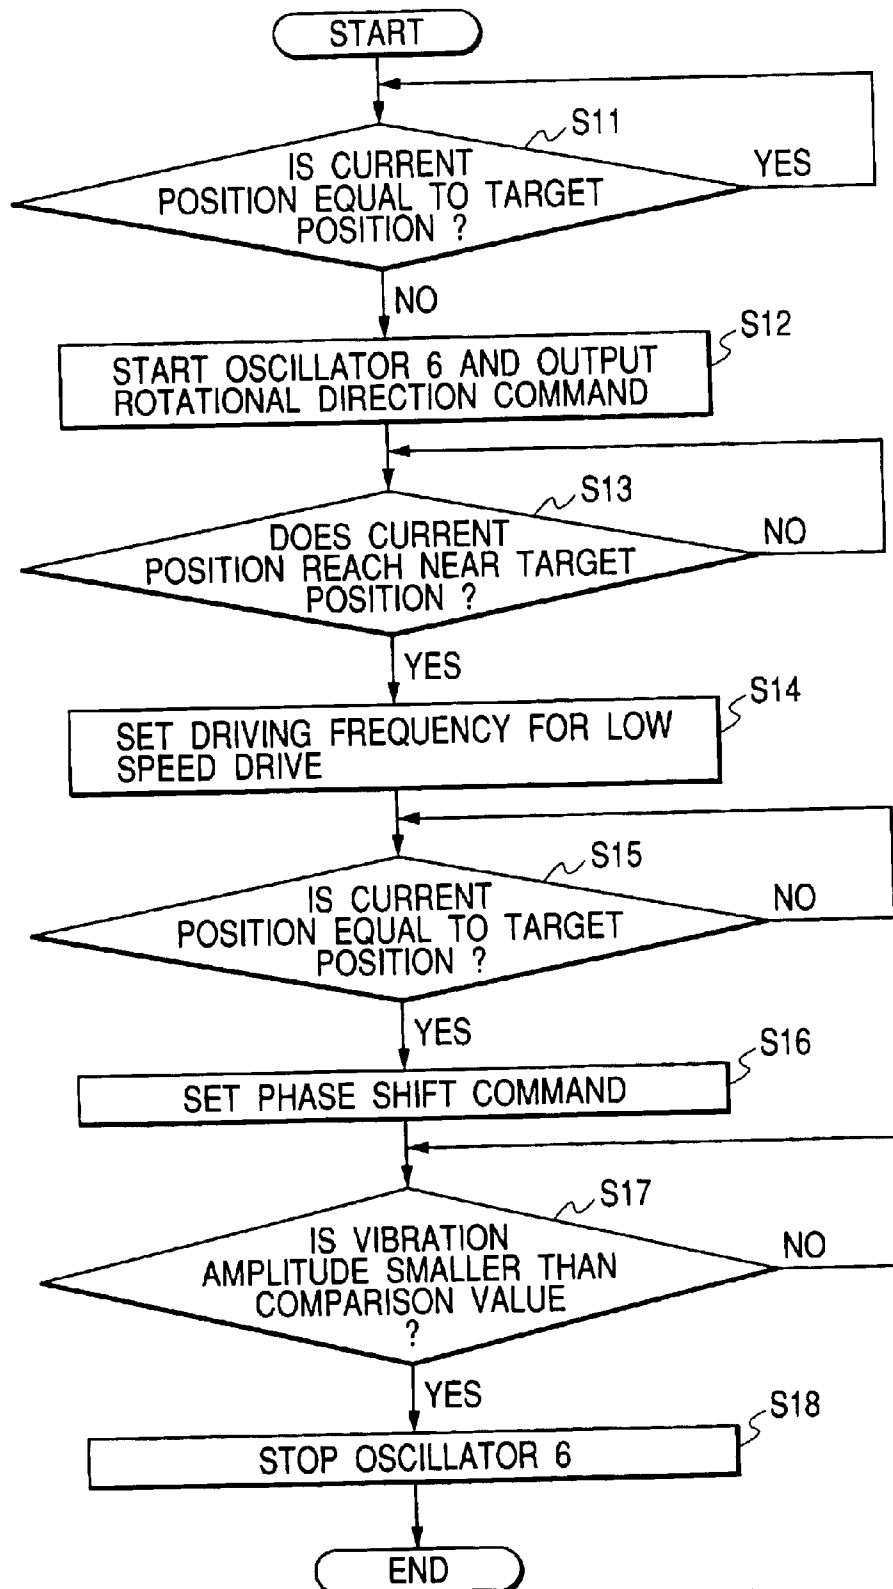 START
S11
IS CURRENT
POSITION EQUAL TO TARGET
POSITION ?
YES
NO
S12
START OSCILLATOR 6 AND OUTPUT
ROTATIONAL DIRECTION COMMAND
S13
DOES CURRENT
POSITION REACH NEAR TARGET
POSITION ?
NO
YES
S14
SET DRIVING FREQUENCY FOR LOW
SPEED DRIVE
S15
IS CURRENT
POSITION EQUAL TO TARGET
POSITION ?
NO
YES
S16
SET PHASE SHIFT COMMAND
S17
IS VIBRATION
AMPLITUDE SMALLER THAN
COMPARISON VALUE
?
NO
YES
S18
STOP OSCILLATOR 6
END